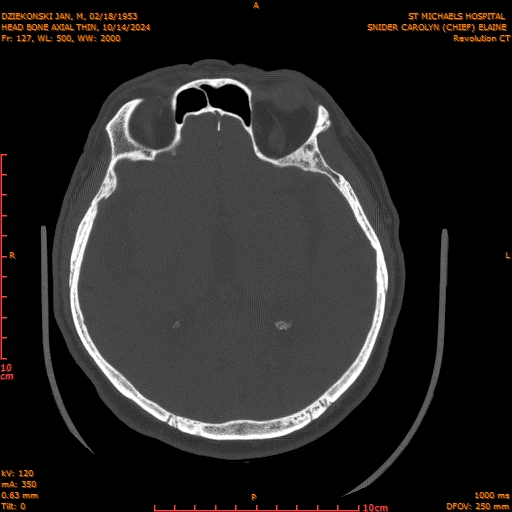 A
DZIEKONSKI JAN, M, 02/18/1953
HEAD BONE AXIAL THIN, 10/14/2024
Fr: 127, WL: 500, WW: 2000
ST MICHAELS HOSPITAL
SNIDER CAROLYN (CHIEF) ELAINE
Revolution CT
R
L
10
cm
kV: 120
mA: 350
0.63 mm
Tilt: 0
P
10cm
1000 ms
DFOV: 250 mm